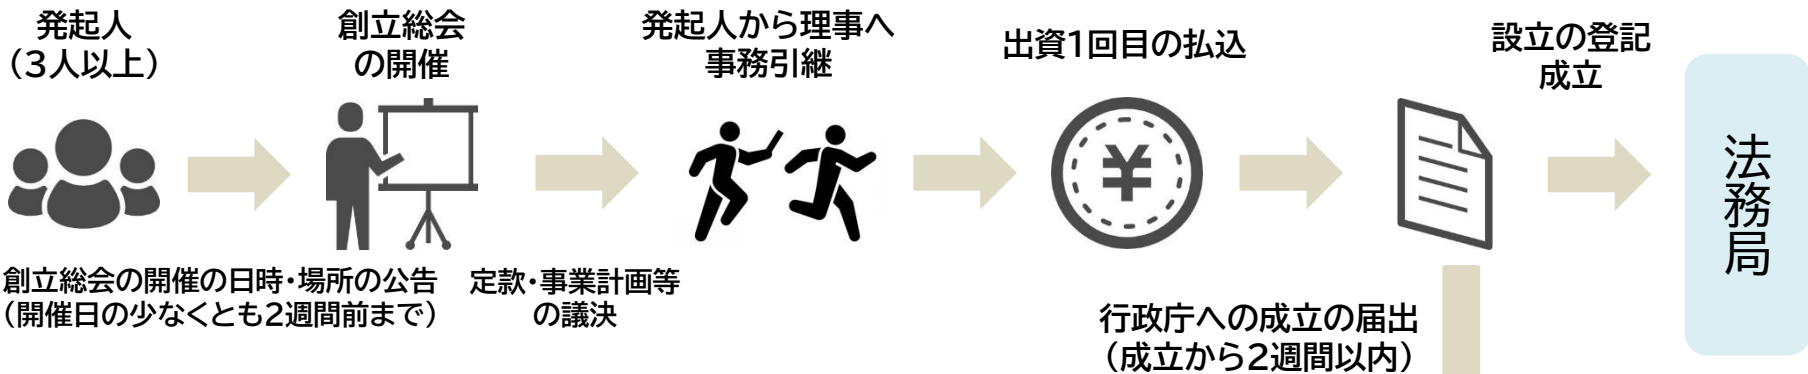 発起人
(3人以上)
創立総会
の開催
発起人から理事へ
事務引継
出資1回目の払込
設立の登記
成立
¥
法務局
創立総会の開催の日時・場所の公告
(開催日の少なくとも2週間前まで)
定款・事業計画等
の議決
行政庁への成立の届出
(成立から2週間以内)